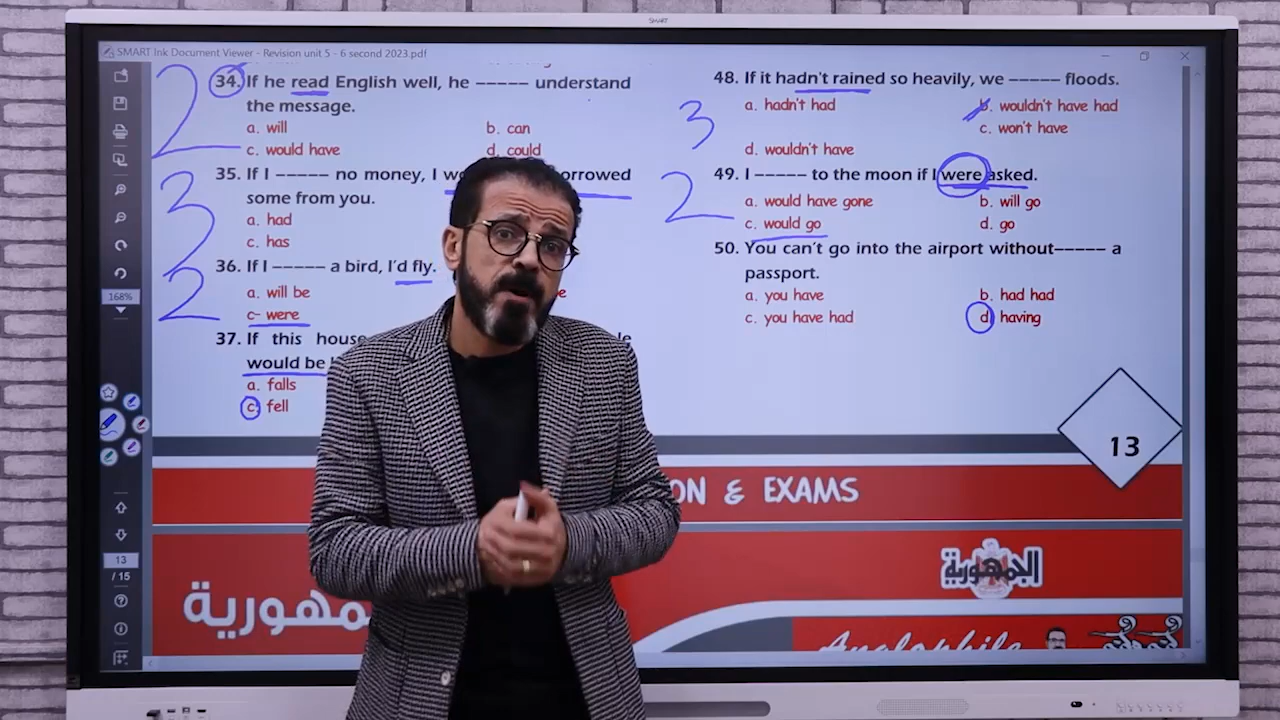 SMART
SMART Ink Document Viewer - Revision unit 5 - 6 second 2023.pdf
2
34. If he read English well, he ----- understand
the message.
a. will
b. can
c. would have
d. could
3
35. If I ----- no money, I
orrowed
some from you.
a. had
c. has
2
36. If I ----- a bird, I'd fly.
a. will be
c- were
37. If this house
would be
a. falls
c. fell
3
48. If it hadn't rained so heavily, we ----- floods.
a. hadn't had
b. wouldn't have had
c. won't have
d. wouldn't have
2
49. I ----- to the moon if I were asked.
a. would have gone
b. will go
c. would go
d. go
50. You can't go into the airport without----- a
passport.
a. you have
b. had had
c. you have had
d. having
168%
13
/ 15
13
ON & EXAMS
الجمهورية
Anglophile